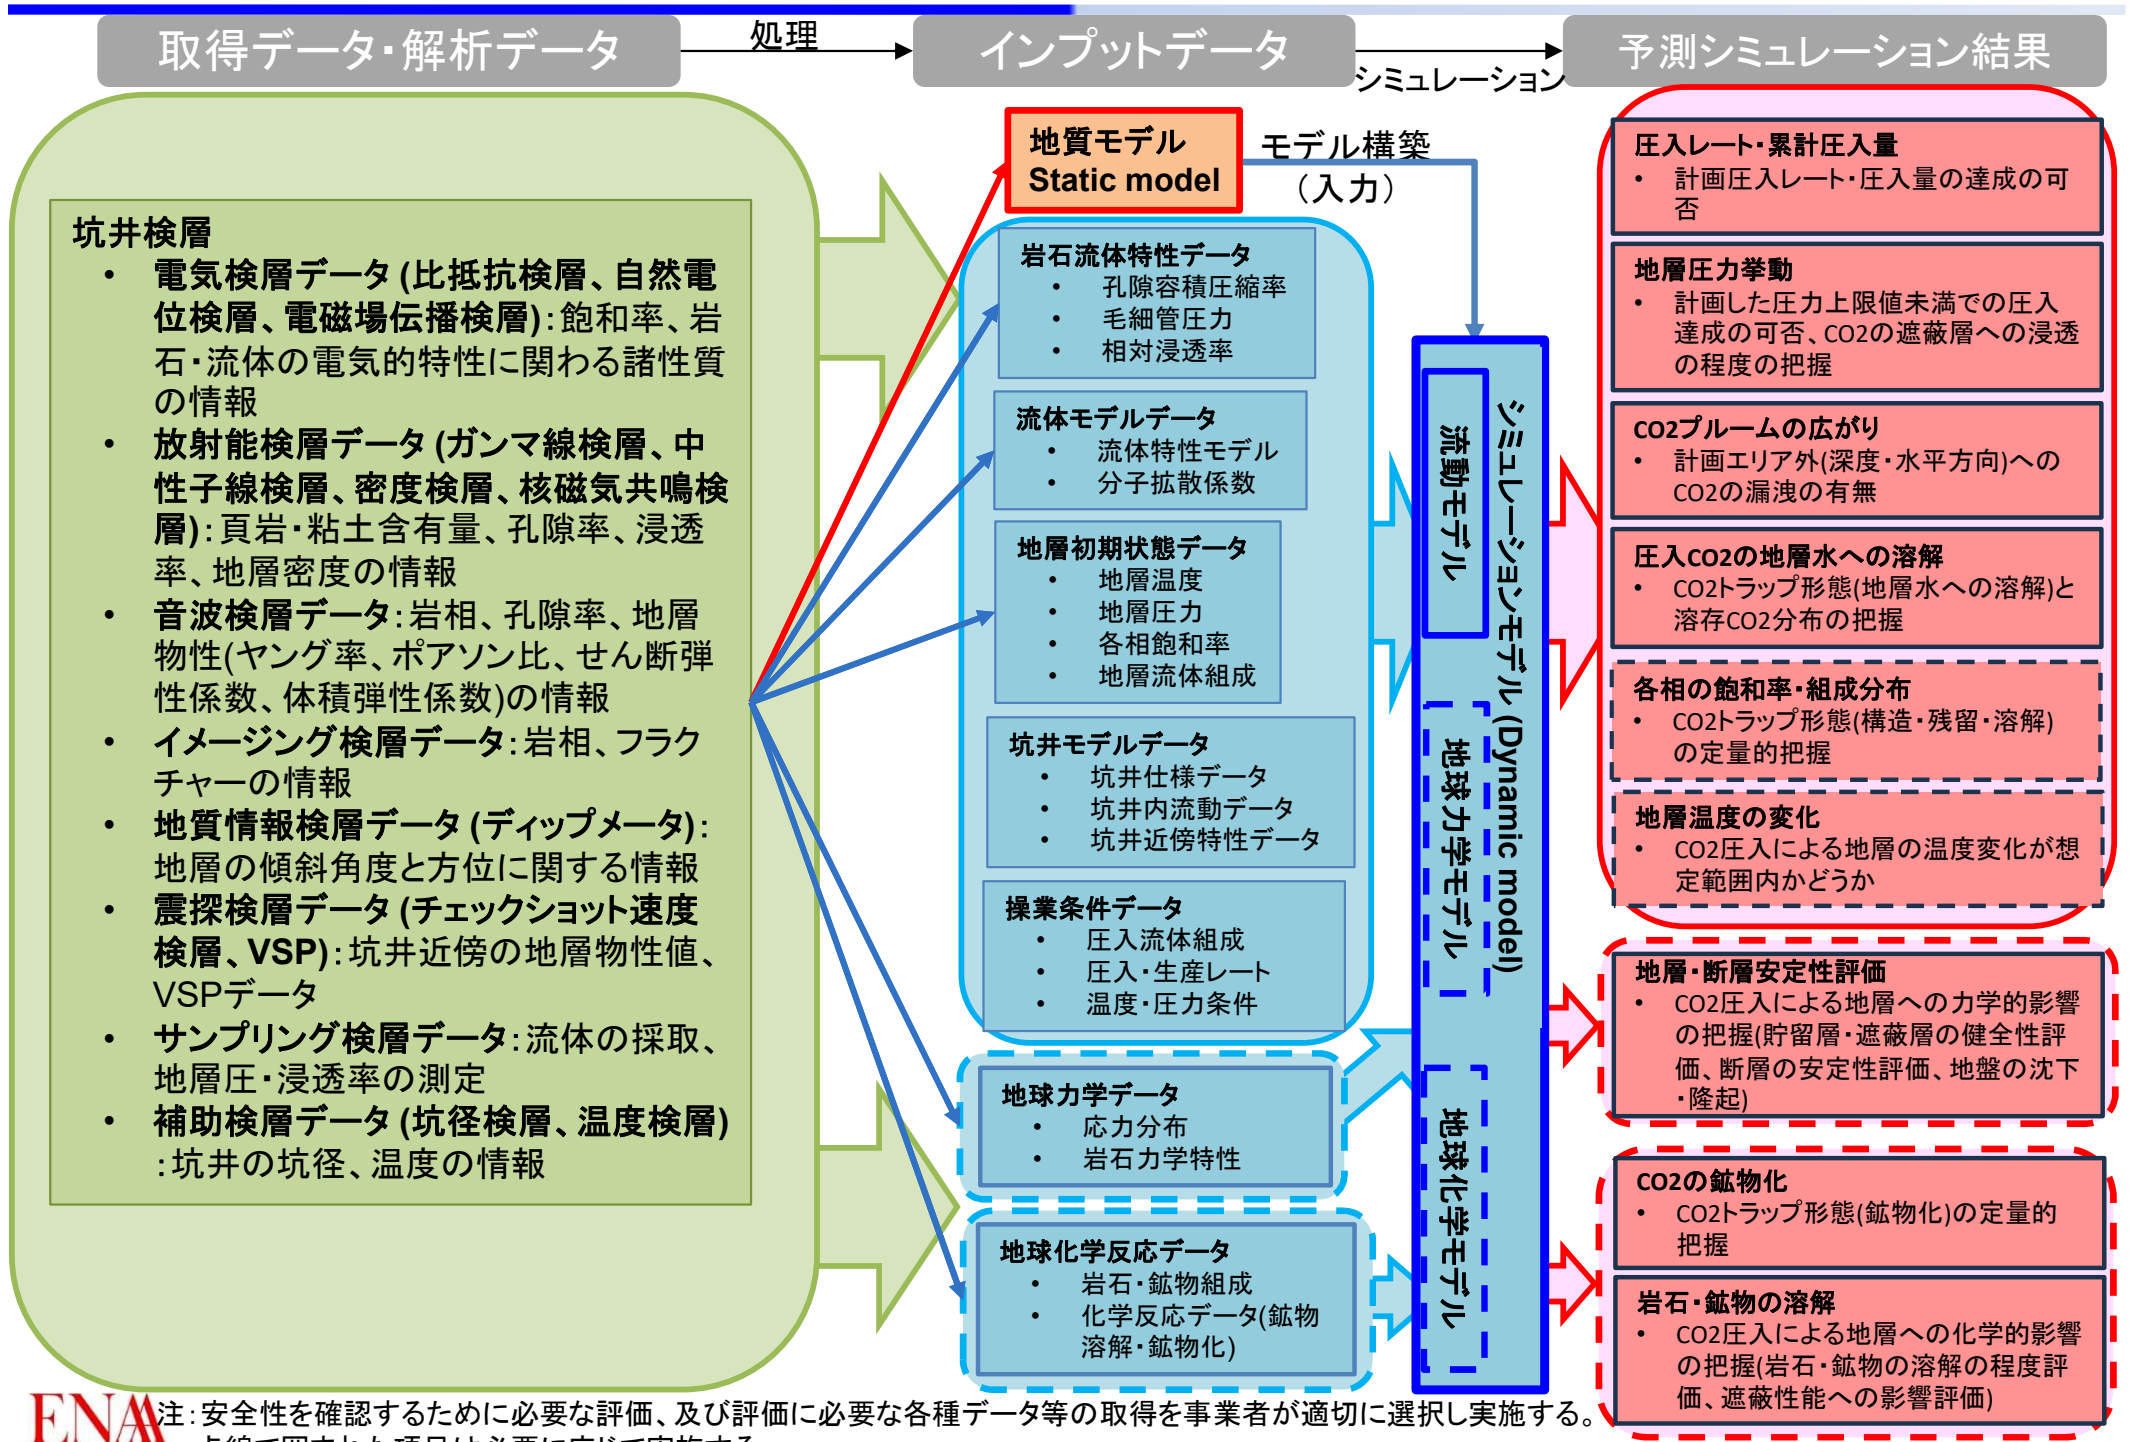 取得データ・解析データ
処理
インプットデータ
シミュレーション
予測シミュレーション結果
坑井検層
• 電気検層データ (比抵抗検層、自然電
位検層、電磁場伝播検層)：飽和率、岩
石・流体の電気的特性に関わる諸性質
の情報
• 放射能検層データ (ガンマ線検層、中
性子線検層、密度検層、核磁気共鳴検
層)：頁岩・粘土含有量、孔隙率、浸透
率、地層密度の情報
• 音波検層データ：岩相、孔隙率、地層
物性(ヤング率、ポアソン比、せん断弾
性係数、体積弾性係数)の情報
• イメージング検層データ：岩相、フラク
チャーの情報
• 地質情報検層データ (ディップメータ)：
地層の傾斜角度と方位に関する情報
• 震探検層データ (チェックショット速度
検層、VSP)：坑井近傍の地層物性値、
VSPデータ
• サンプリング検層データ：流体の採取、
地層圧・浸透率の測定
• 補助検層データ (坑径検層、温度検層)
：坑井の坑径、温度の情報
地質モデル
Static model
モデル構築
（入力）
岩石流体特性データ
• 孔隙容積圧縮率
• 毛細管圧力
• 相対浸透率
流体モデルデータ
• 流体特性モデル
• 分子拡散係数
地層初期状態データ
• 地層温度
• 地層圧力
• 各相飽和率
• 地層流体組成
坑井モデルデータ
• 坑井仕様データ
• 坑井内流動データ
• 坑井近傍特性データ
操業条件データ
• 圧入流体組成
• 圧入・生産レート
• 温度・圧力条件
地球力学データ
• 応力分布
• 岩石力学特性
地球化学反応データ
• 岩石・鉱物組成
• 化学反応データ(鉱物
溶解・鉱物化)
シミュレーションモデル (Dynamic model)
流動モデル
地球力学モデル
地球化学モデル
圧入レート・累計圧入量
• 計画圧入レート・圧入量の達成の可
否
地層圧力挙動
• 計画した圧力上限値未満での圧入
達成の可否、CO2の遮蔽層への浸透
の程度の把握
CO2プルームの広がり
• 計画エリア外(深度・水平方向)への
CO2の漏洩の有無
圧入CO2の地層水への溶解
• CO2トラップ形態(地層水への溶解)と
溶存CO2分布の把握
各相の飽和率・組成分布
• CO2トラップ形態(構造・残留・溶解)
の定量的把握
地層温度の変化
• CO2圧入による地層の温度変化が想
定範囲内かどうか
地層・断層安定性評価
• CO2圧入による地層への力学的影響
の把握(貯留層・遮蔽層の健全性評
価、断層の安定性評価、地盤の沈下
・隆起)
CO2の鉱物化
• CO2トラップ形態(鉱物化)の定量的
把握
岩石・鉱物の溶解
• CO2圧入による地層への化学的影響
の把握(岩石・鉱物の溶解の程度評
価、遮蔽性能への影響評価)
ENAA
注：安全性を確認するために必要な評価、及び評価に必要な各種データ等の取得を事業者が適切に選択し実施する。